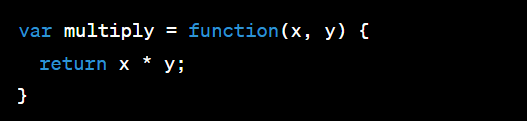 var multiply = function(x, y) {
  return x * y;
}